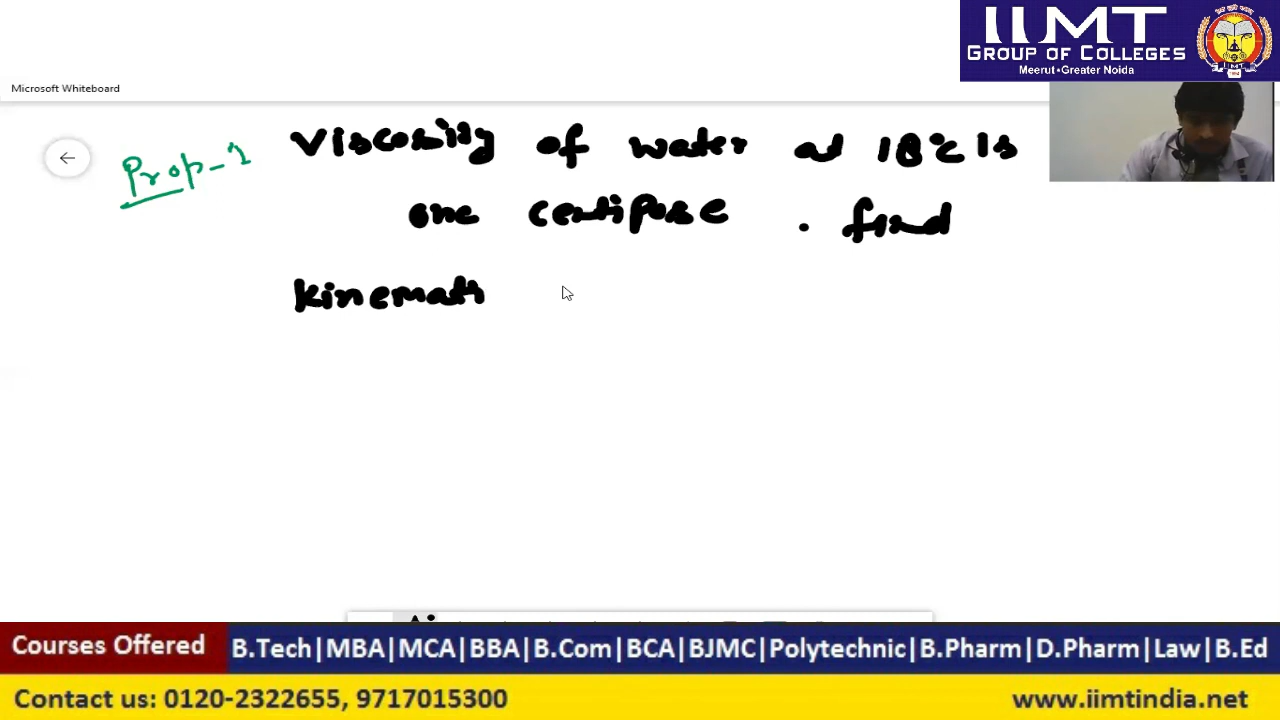 IIMT
GROUP OF COLLEGES
Meerut•Greater Noida
Microsoft Whiteboard
Prop-1
Viscosity of water at 18°C is
one centipose . find
kinematic
Courses Offered
B.Tech|MBA|MCA|BBA|B.Com|BCA|BJMC|Polytechnic|B.Pharm|D.Pharm|Law|B.Ed
Contact us: 0120-2322655, 9717015300
www.iimtindia.net